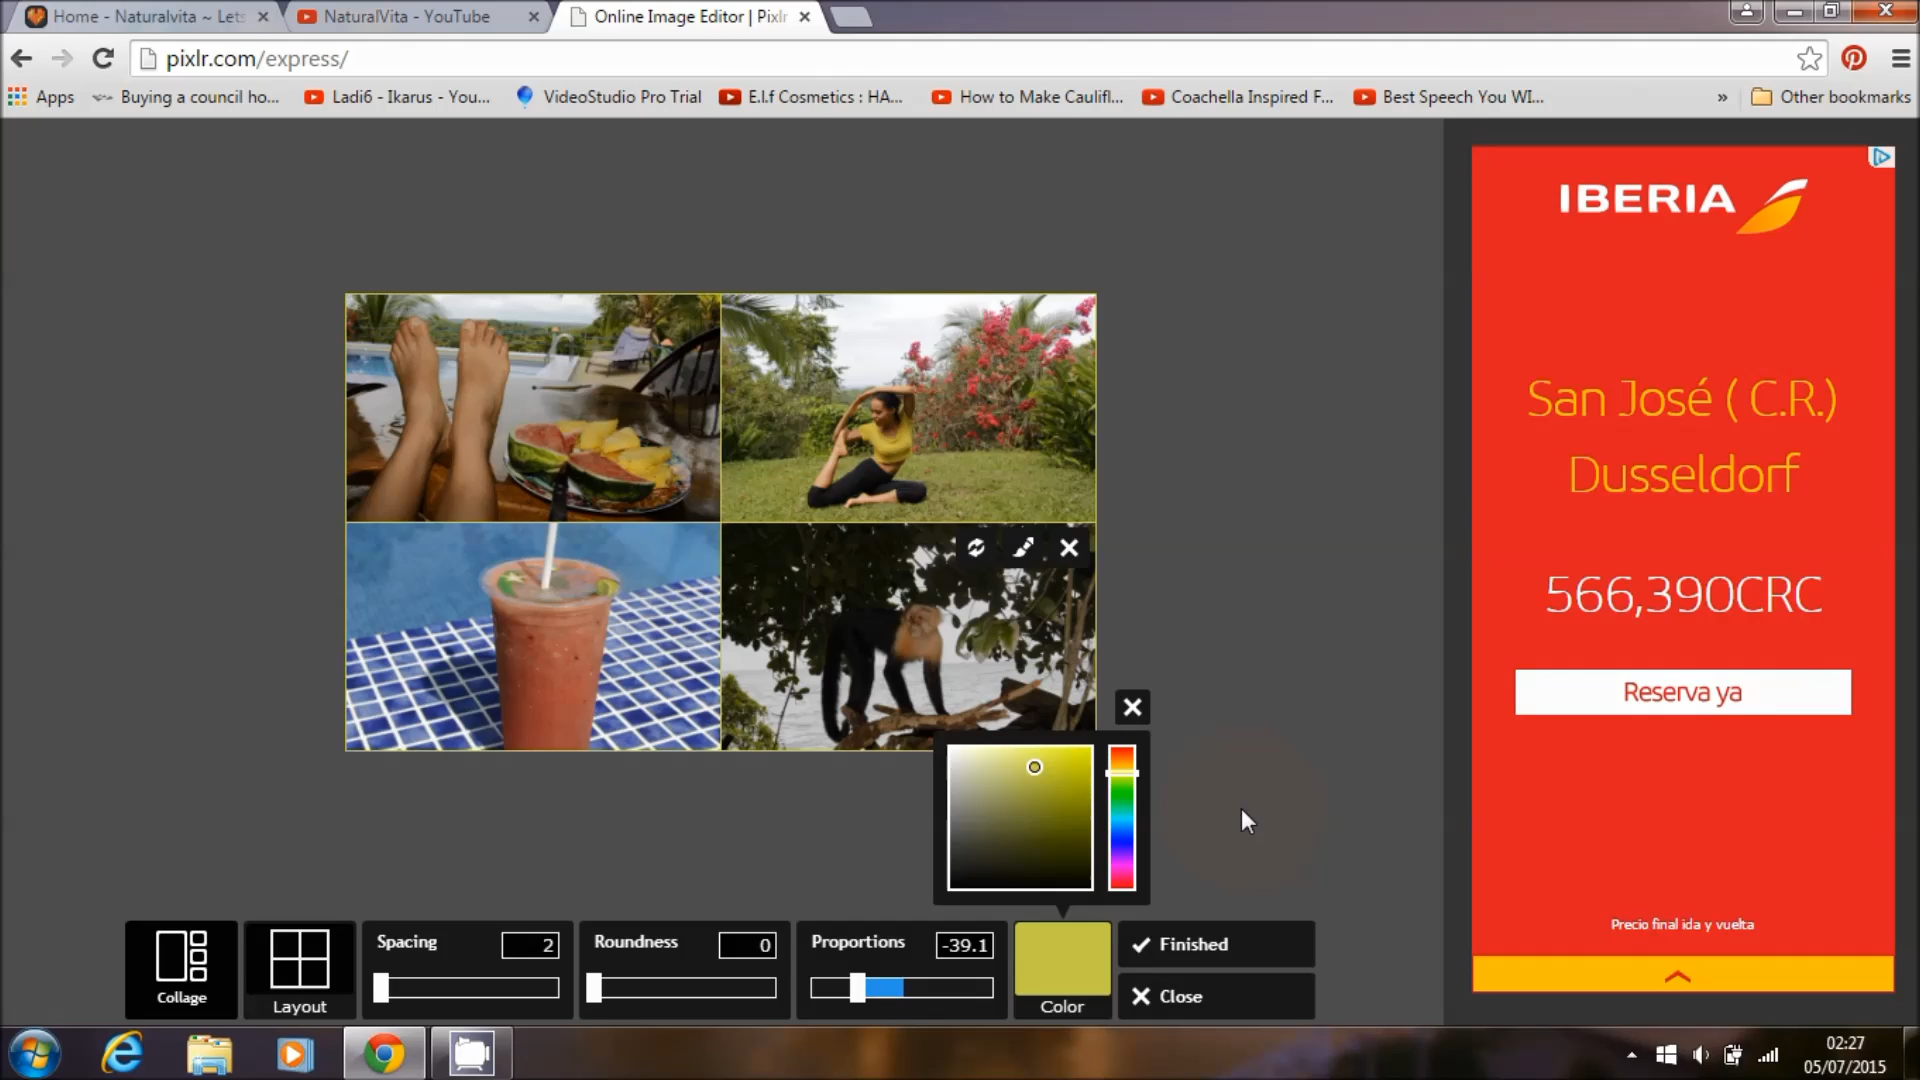 Home - Naturalvita ~ Lets
NaturalVita - YouTube
Online Image Editor | Pixlr
pixlr.com/express/
Apps
Buying a council ho...
Ladi6 - Ikarus - You...
VideoStudio Pro Trial
E.l.f Cosmetics : HA...
How to Make Caulifl...
Coachella Inspired F...
Best Speech You WI...
»
Other bookmarks
IBERIA
San José ( C.R.)
Dusseldorf
566,390CRC
Reserva ya
Precio final ida y vuelta
Collage
Layout
Spacing
2
Roundness
0
Proportions
-39.1
Color
Finished
Close
02:27
05/07/2015